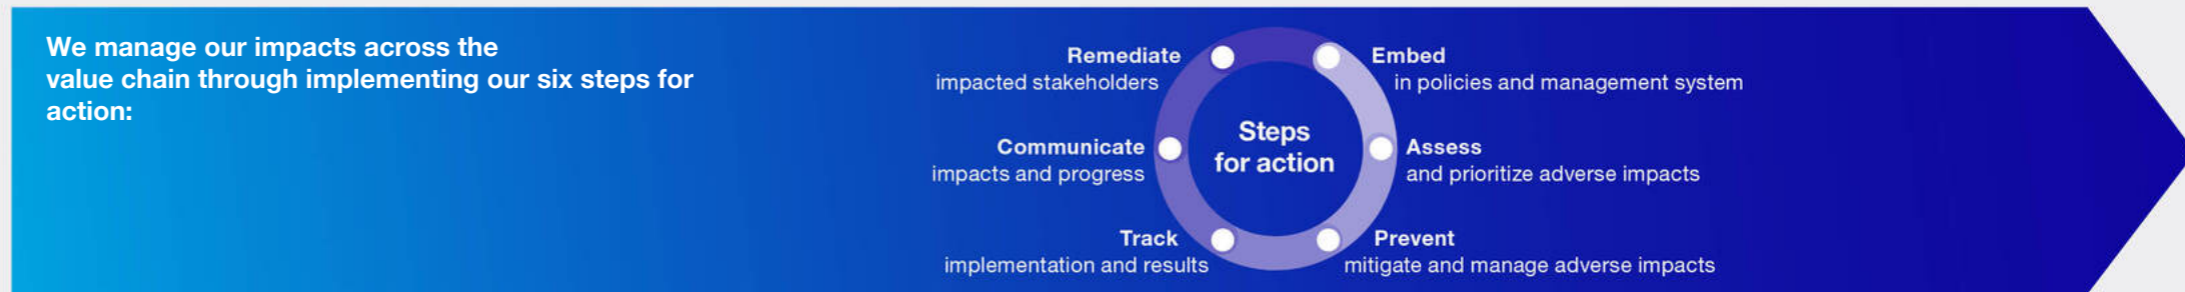 We manage our impacts across the
value chain through implementing our six steps for
action:
Steps
for action
Embed
in policies and management system
Assess
and prioritize adverse impacts
Prevent
mitigate and manage adverse impacts
Track
implementation and results
Communicate
impacts and progress
Remediate
impacted stakeholders